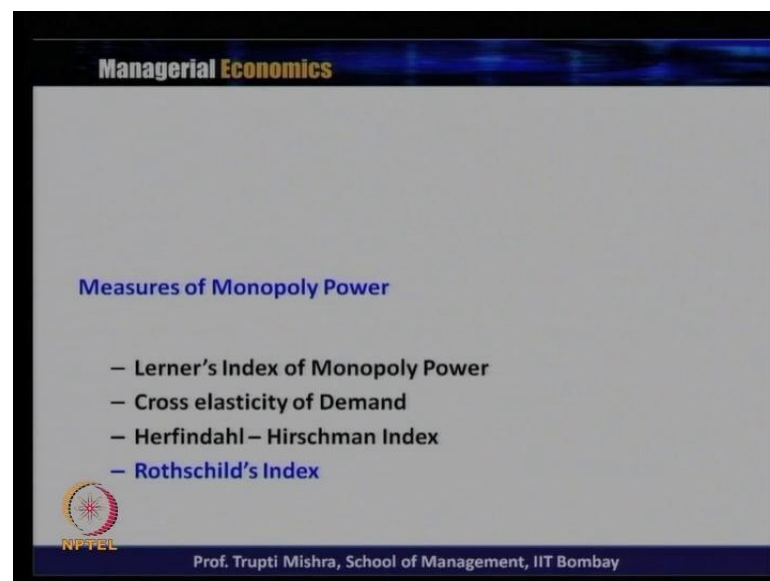 Managerial Economics
Measures of Monopoly Power
– Lerner's Index of Monopoly Power
– Cross elasticity of Demand
– Herfindahl – Hirschman Index
– Rothschild's Index
NPTEL
Prof. Trupti Mishra, School of Management, IIT Bombay